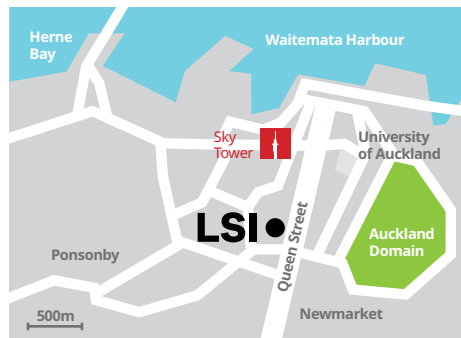 Herne
Bay
Waitemata Harbour
Sky
Tower
University
of Auckland
LSI
Queen Street
Auckland
Domain
Ponsonby
Newmarket
500m